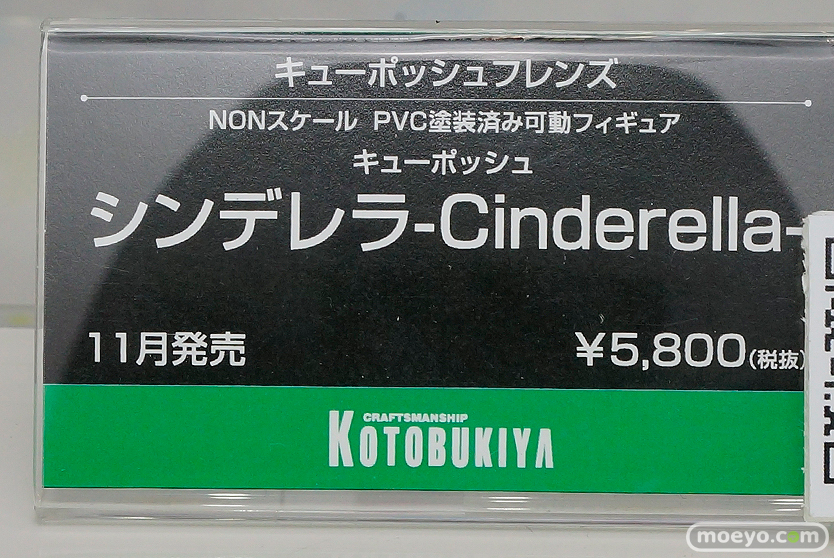 キューポッシュフレンズ
NONスケール PVC塗装済み可動フィギュア
キューポッシュ
シンデレラ-Cinderella-
11月発売
¥5,800(税抜)
CRAFTSMANSHIP
KOTOBUKIYA
moeyo.com